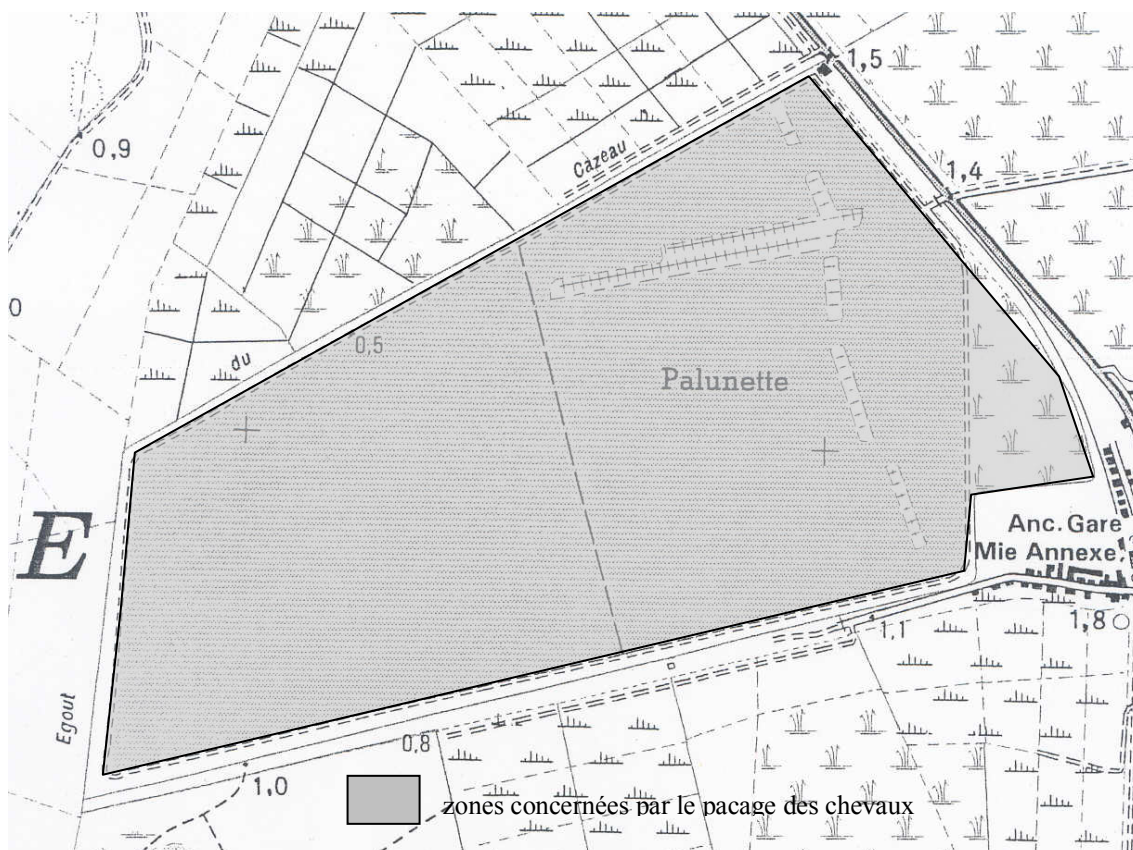 1,5
0,9
Cazeau
1,4
0
du
0,5
Palunette
E
Anc. Gare
Mie Annexe.
1,1
1,8
Egout
0,8
1,0
zones concernées par le pacage des chevaux